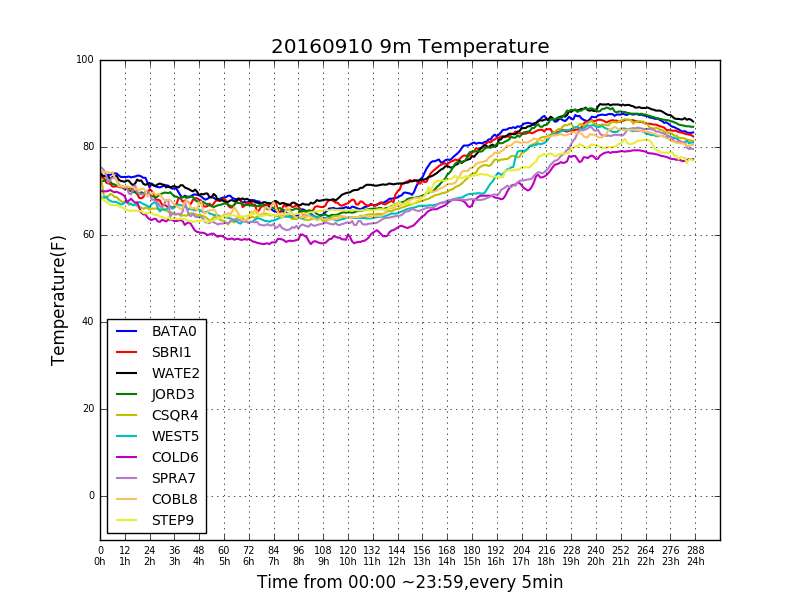 20160910 9m Temperature
100
80
60
40
20
0
Temperature(F)
BATA0
SBRI1
WATE2
JORD3
CSQR4
WEST5
COLD6
SPRA7
COBL8
STEP9
0 12 24 36 48 60 72 84 96 108 120 132 144 156 168 180 192 204 216 228 240 252 264 276 288
0h 1h 2h 3h 4h 5h 6h 7h 8h 9h 10h 11h 12h 13h 14h 15h 16h 17h 18h 19h 20h 21h 22h 23h 24h
Time from 00:00 ~23:59,every 5min